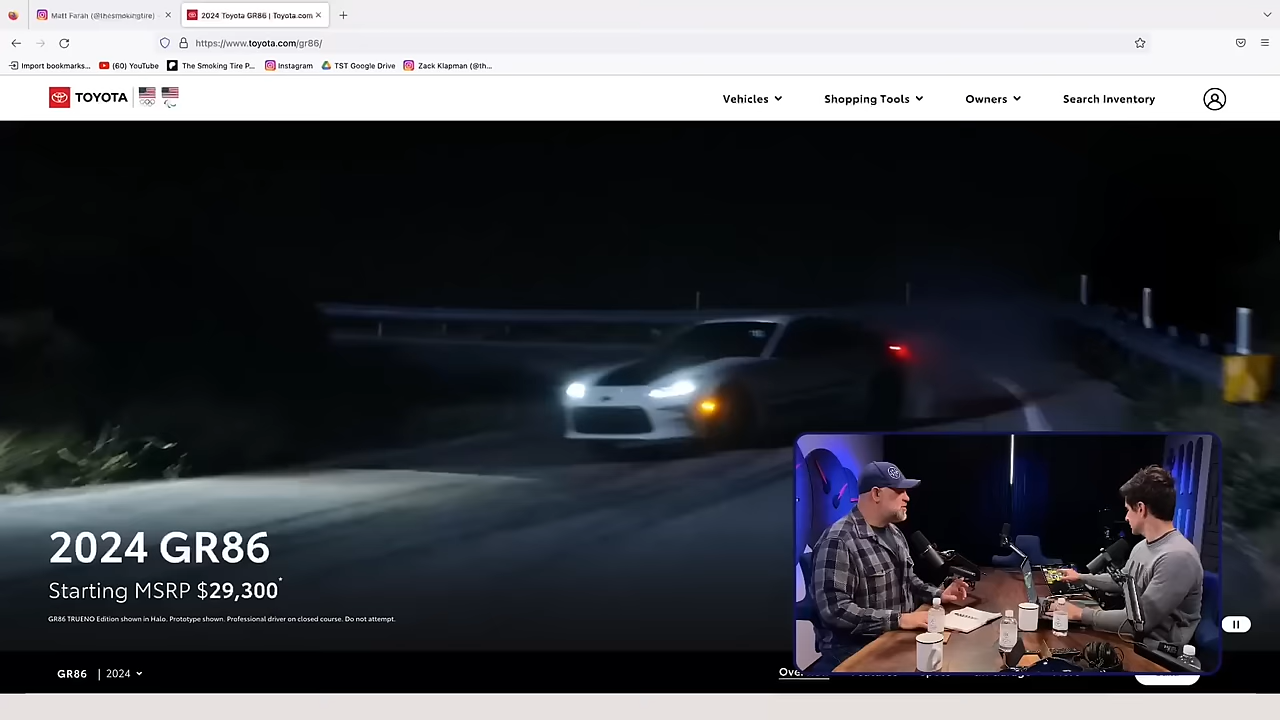 Matt Farah (@thesmokingtire)
2024 Toyota GR86 | Toyota.com
https://www.toyota.com/gr86/
Import bookmarks...
(60) YouTube
The Smoking Tire P...
Instagram
TST Google Drive
Zack Klapman (@th...
TOYOTA
Vehicles
Shopping Tools
Owners
Search Inventory
2024 GR86
Starting MSRP $29,300*
GR86 TRUENO Edition shown in Halo. Prototype shown. Professional driver on closed course. Do not attempt.
GR86 | 2024